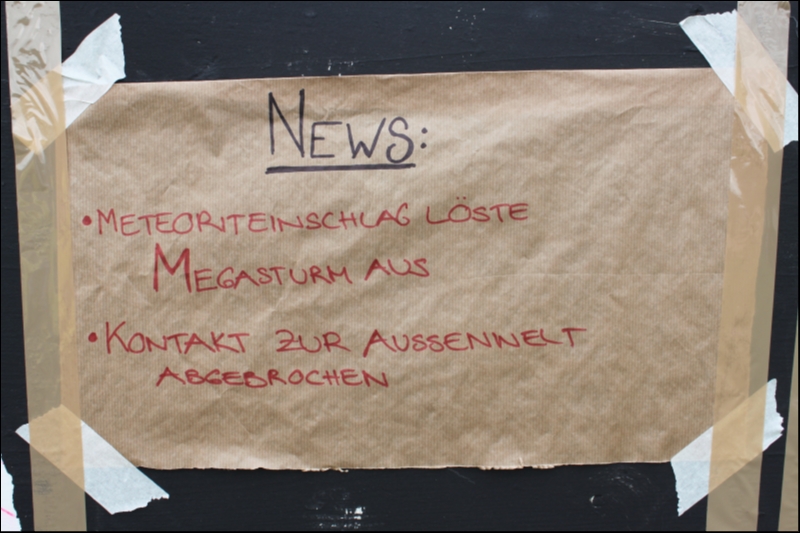 NEWS:
• METEORITEINSCHLAG LÖSTE
MEGASTURM AUS
• KONTAKT ZUR AUSSENWELT
ABGEBROCHEN